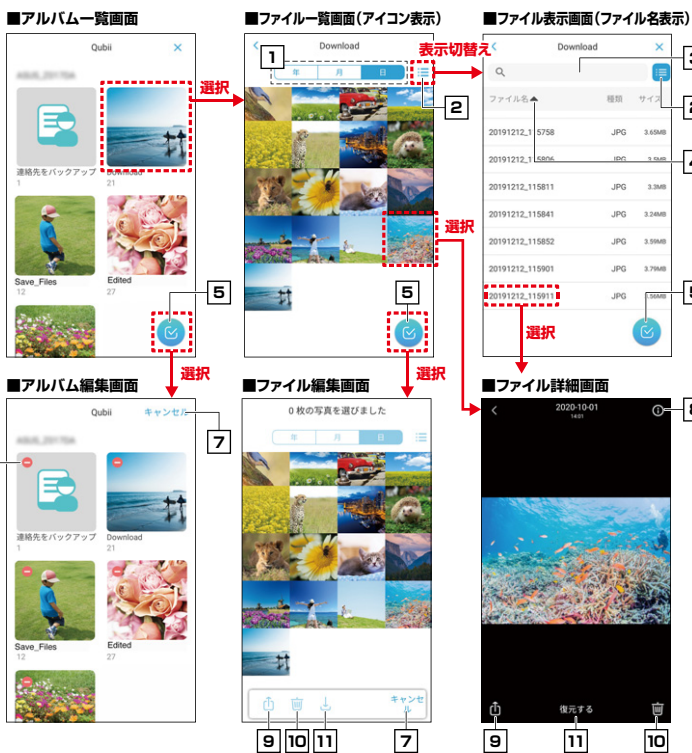 ■アルバム一覧画面
Qubii
×
連絡先をバックアップ
1
Download
21
Save_Files
12
Edited
27
選択
5
選択
■ファイル一覧画面(アイコン表示)
Download
1
年 月 日
表示切替え
2
選択
5
選択
■ファイル表示画面(ファイル名表示)
Download
×
ファイル名▲ 種類 サイズ
20191212_115758 JPG 3.65MB
20191212_115806 JPG 3.5MB
20191212_115811 JPG 3.3MB
20191212_115841 JPG 3.24MB
20191212_115852 JPG 3.59MB
20191212_115901 JPG 3.79MB
20191212_115911 JPG .56MB
選択
■アルバム編集画面
Qubii キャンセル
7
連絡先をバックアップ
1
Download
21
Save_Files
12
Edited
27
■ファイル編集画面
0 枚の写真を選びました
年 月 日
キャンセ
ル
9 10 11 7
■ファイル詳細画面
2020-10-01
14:01
復元する
9 11 10